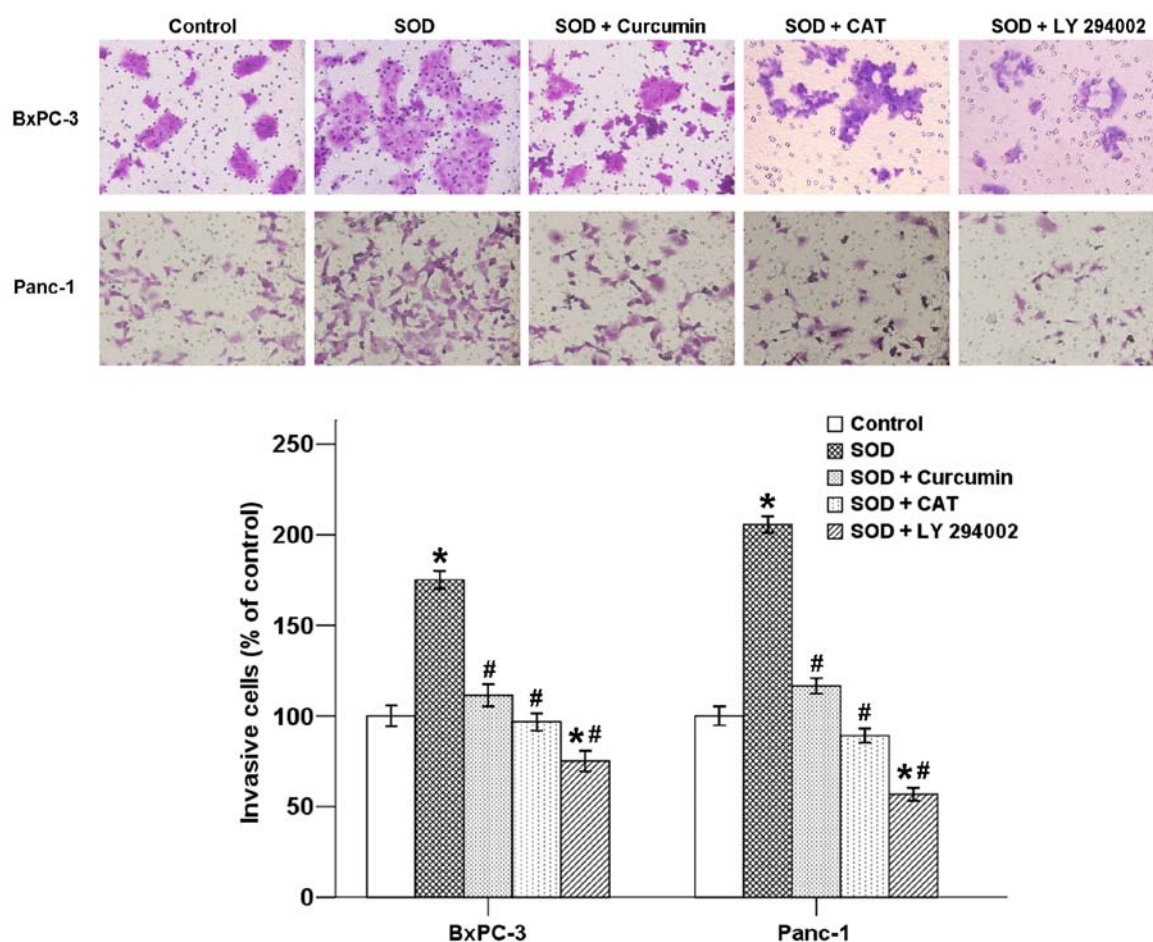 Control SOD SOD + Curcumin SOD + CAT SOD + LY 294002
BxPC-3
Panc-1
Control
SOD
SOD + Curcumin
SOD + CAT
SOD + LY 294002
Invasive cells (% of control)
250
200
150
100
50
0
* # # *#
* # # *#
BxPC-3 Panc-1